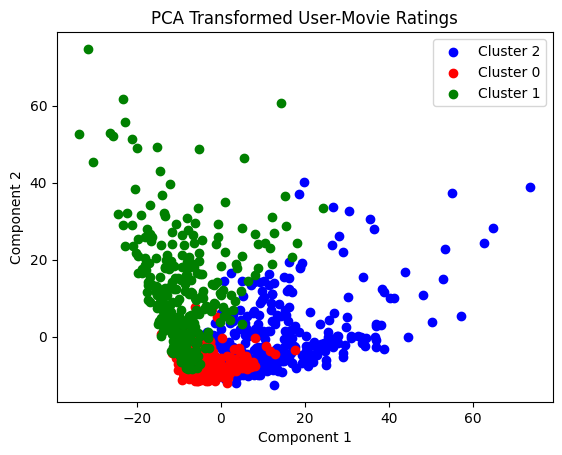 PCA Transformed User-Movie Ratings
Cluster 2
Cluster 0
Cluster 1
Component 2
60
40
20
0
−20 0 20 40 60
Component 1